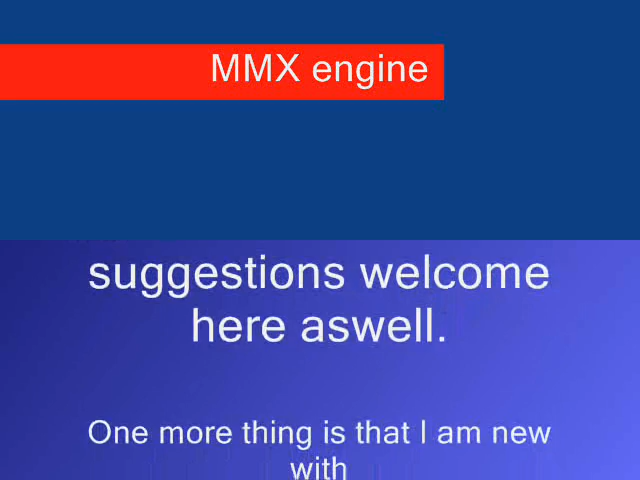 MMX engine
suggestions welcome
here aswell.
One more thing is that I am new
with